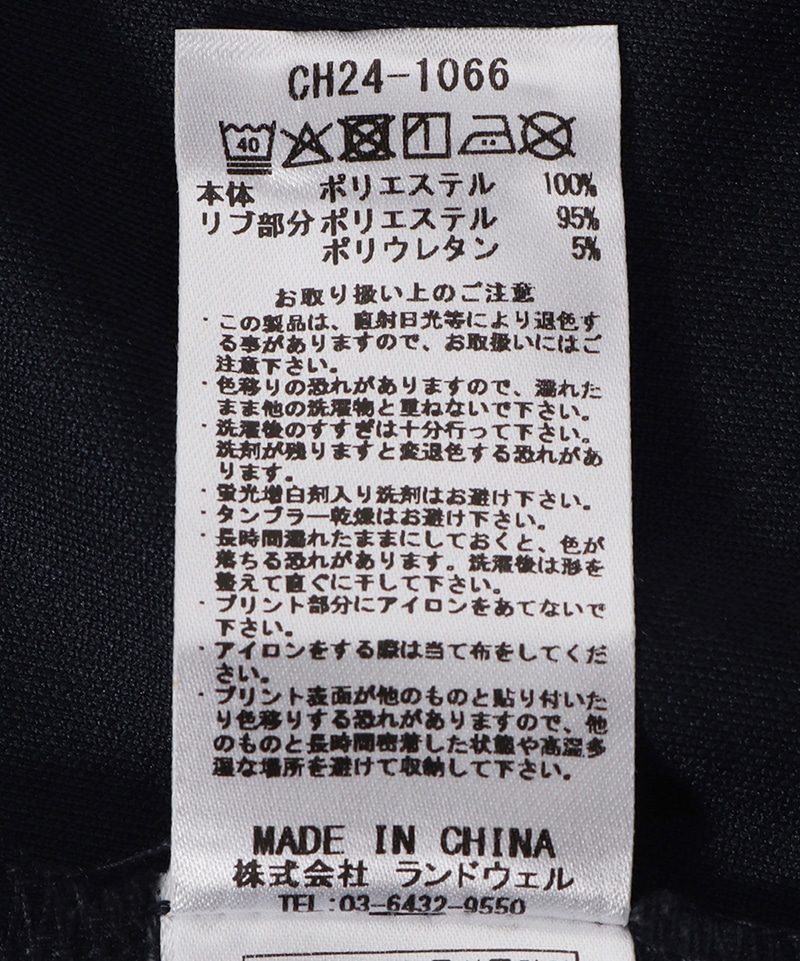 CH24-1066
40
本体 ポリエステル 100%
リブ部分 ポリエステル 95%
ポリウレタン 5%
お取り扱い上のご注意
・この製品は、直射日光等により退色す
る事がありますので、お取扱いにはご
注意下さい。
・色移りの恐れがありますので、濡れた
まま他の洗濯物と重ねないで下さい。
・洗濯後のすすぎは十分行って下さい。
洗剤が残りますと変退色する恐れがあ
ります。
・蛍光増白剤入り洗剤はお避け下さい。
・タンブラー乾燥はお避け下さい。
・長時間濡れたままにしておくと、色が
落ちる恐れがあります。洗濯後は形を
整えて直ぐに干して下さい。
・プリント部分にアイロンをあてないで
下さい。
・アイロンをする際は当て布をしてくだ
さい。
・プリント表面が他のものと貼り付いた
り色移りする恐れがありますので、他
のものと長時間密着した状態や高温多
湿な場所を避けて収納して下さい。
MADE IN CHINA
株式会社 ランドウェル
TEL:03-6432-9550